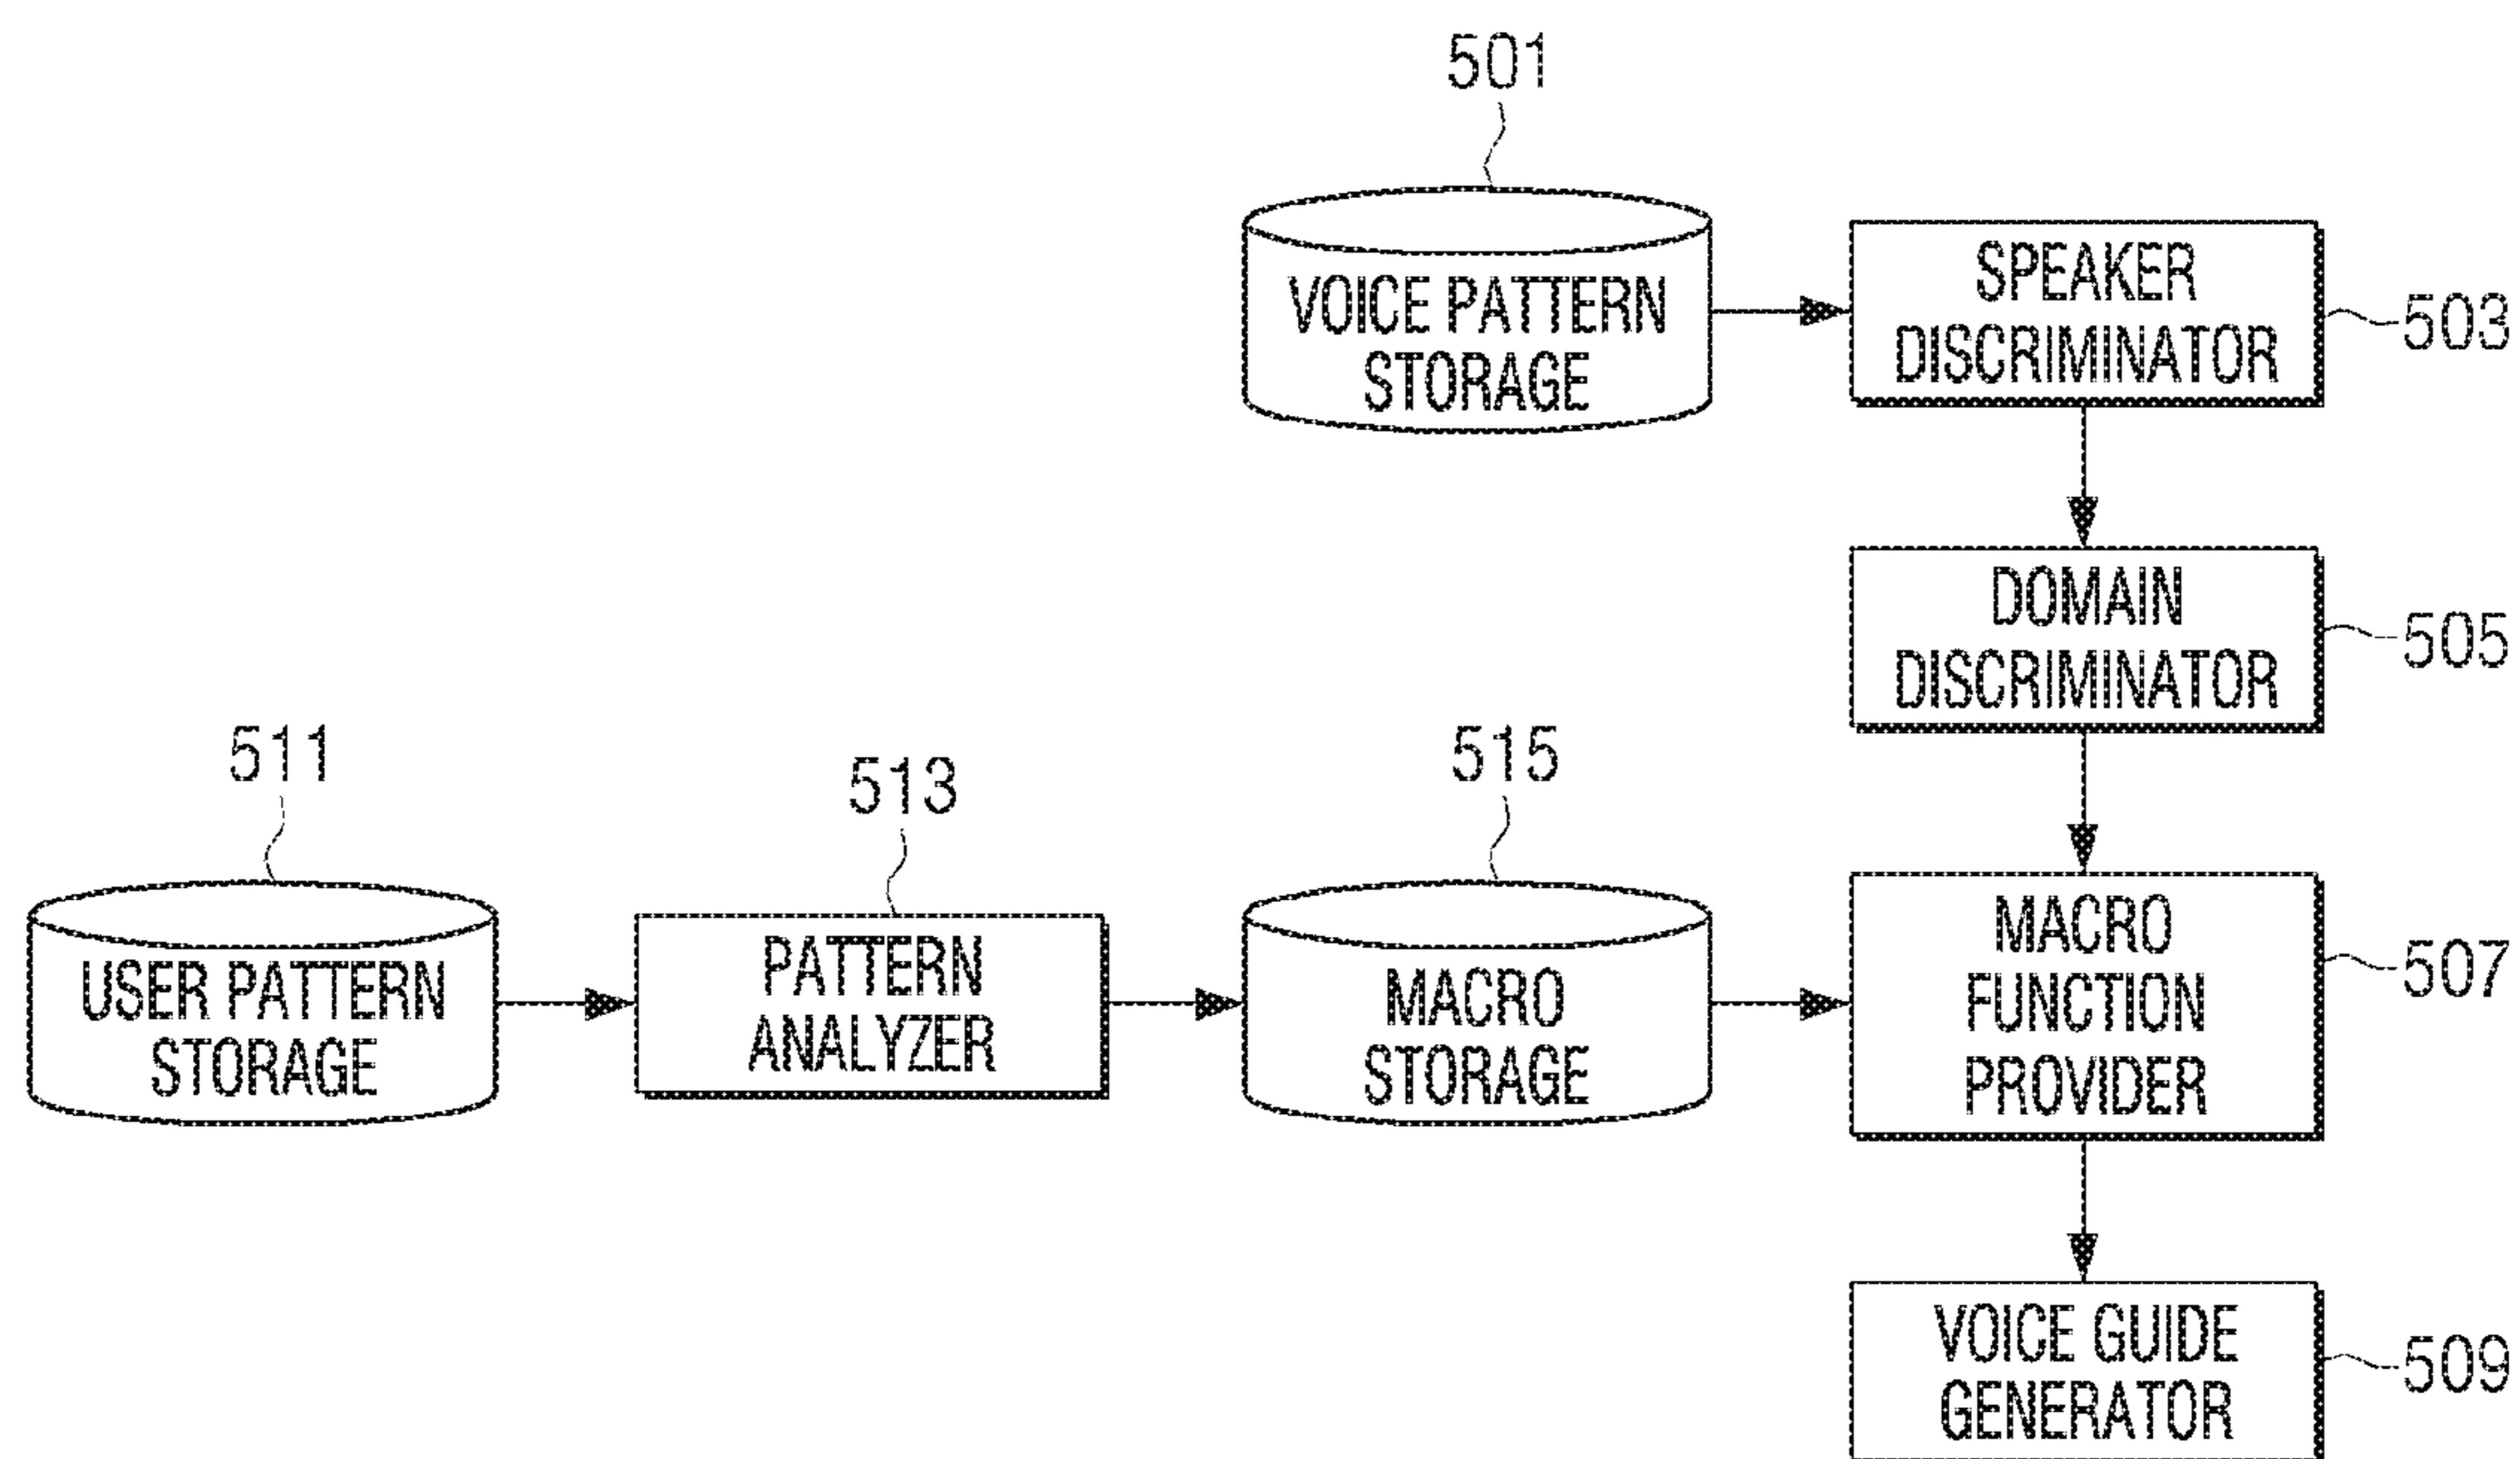 501
VOICE PATTERN
STORAGE
SPEAKER
DISCRIMINATOR
503
DOMAIN
DISCRIMINATOR
505
511
USER PATTERN
STORAGE
513
PATTERN
ANALYZER
515
MACRO
STORAGE
MACRO
FUNCTION
PROVIDER
507
VOICE GUIDE
GENERATOR
509